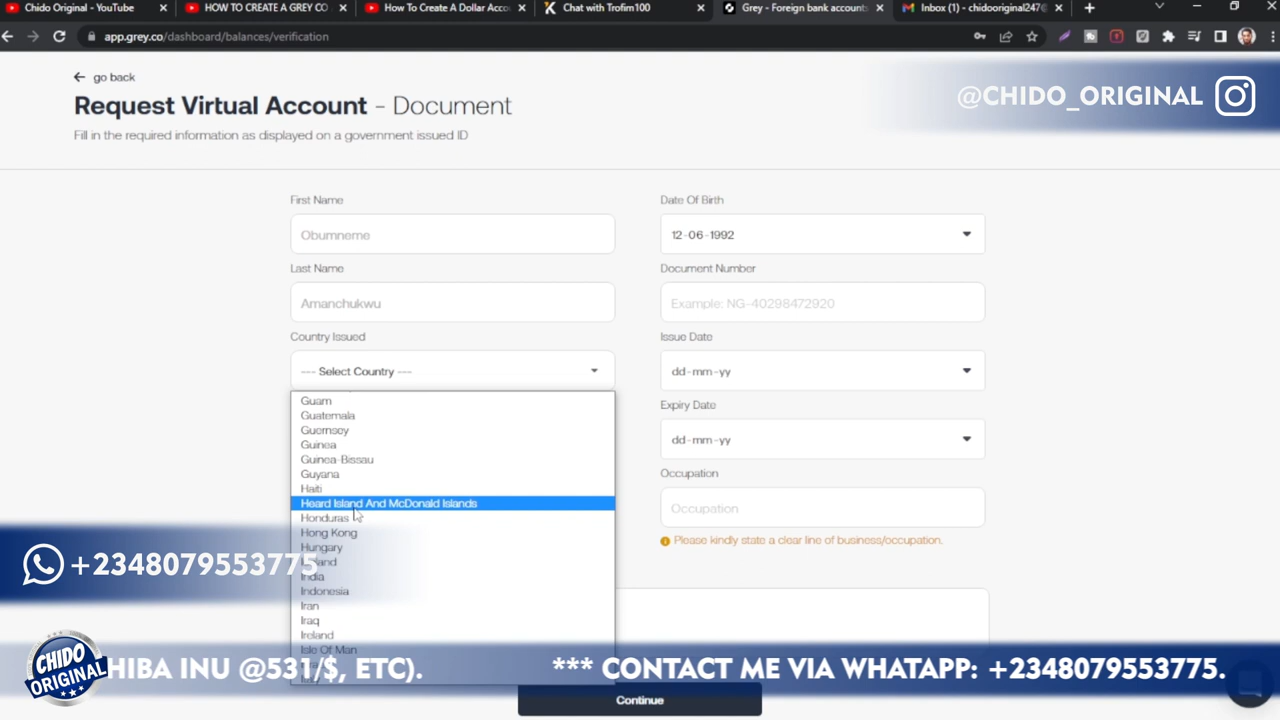 Chido Original - YouTube
HOW TO CREATE A GREY CO
How To Create A Dollar Acco
Chat with Trofim100
Grey - Foreign bank accounts
Inbox (1) - chidooriginal247@
app.grey.co/dashboard/balances/verification
go back
Request Virtual Account - Document
Fill in the required information as displayed on a government issued ID
@CHIDO_ORIGINAL
First Name
Obumneme
Last Name
Amanchukwu
Country Issued
--- Select Country ---
Guam
Guatemala
Guernsey
Guinea
Guinea-Bissau
Guyana
Haiti
Heard Island And McDonald Islands
Honduras
Hong Kong
Hungary
India
Indonesia
Iran
Iraq
Ireland
Isle Of Man
Date Of Birth
12-06-1992
Document Number
Example: NG-40298472920
Issue Date
dd-mm-yy
Expiry Date
dd-mm-yy
Occupation
Occupation
Please kindly state a clear line of business/occupation.
+2348079553775
CHIDO
ORIGINAL
HIBA INU @531/$, ETC).
*** CONTACT ME VIA WHATAPP: +2348079553775.
Continue